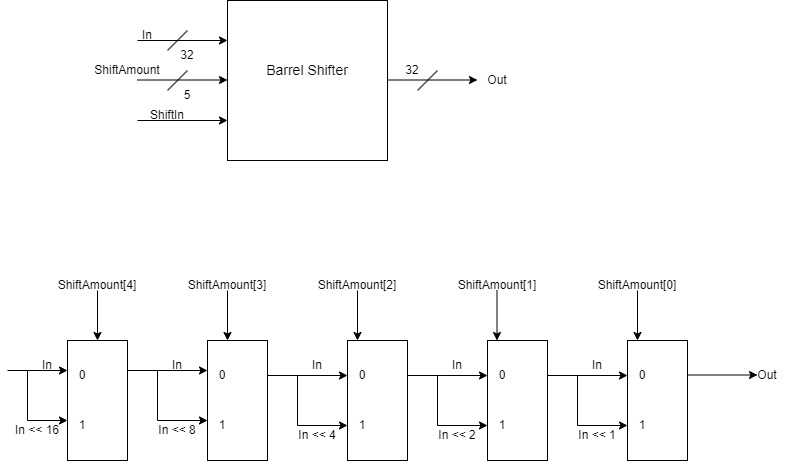 In
32
ShiftAmount
5
ShiftIn
Barrel Shifter
32
Out
ShiftAmount[4]
ShiftAmount[3]
ShiftAmount[2]
ShiftAmount[1]
ShiftAmount[0]
In
0
In
0
In
0
In
0
In
0
Out
In << 16
1
In << 8
1
In << 4
1
In << 2
1
In << 1
1